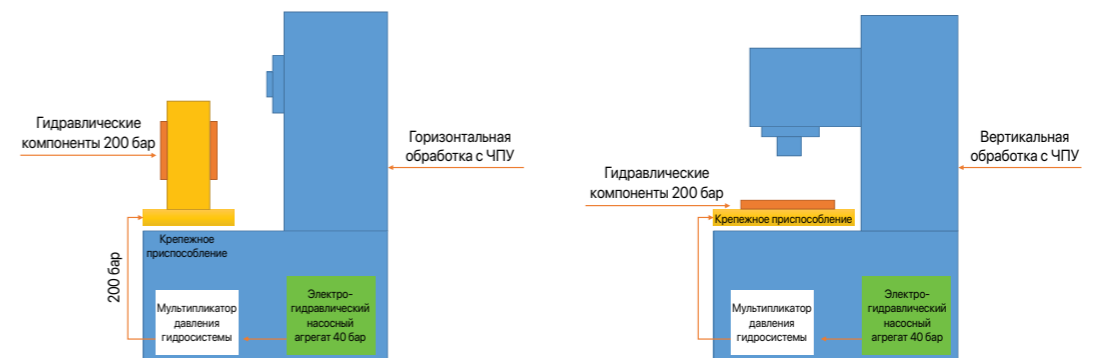 Гидравлические
компоненты 200 бар
Горизонтальная
обработка с ЧПУ
Крепежное
приспособление
200 бар
Мультипликатор
давления
гидросистемы
Электро-
гидравлический
насосный
агрегат 40 бар
Вертикальная
обработка с ЧПУ
Гидравлические
компоненты 200 бар
Крепежное приспособление
Мультипликатор
давления
гидросистемы
Электро-
гидравлический
насосный
агрегат 40 бар